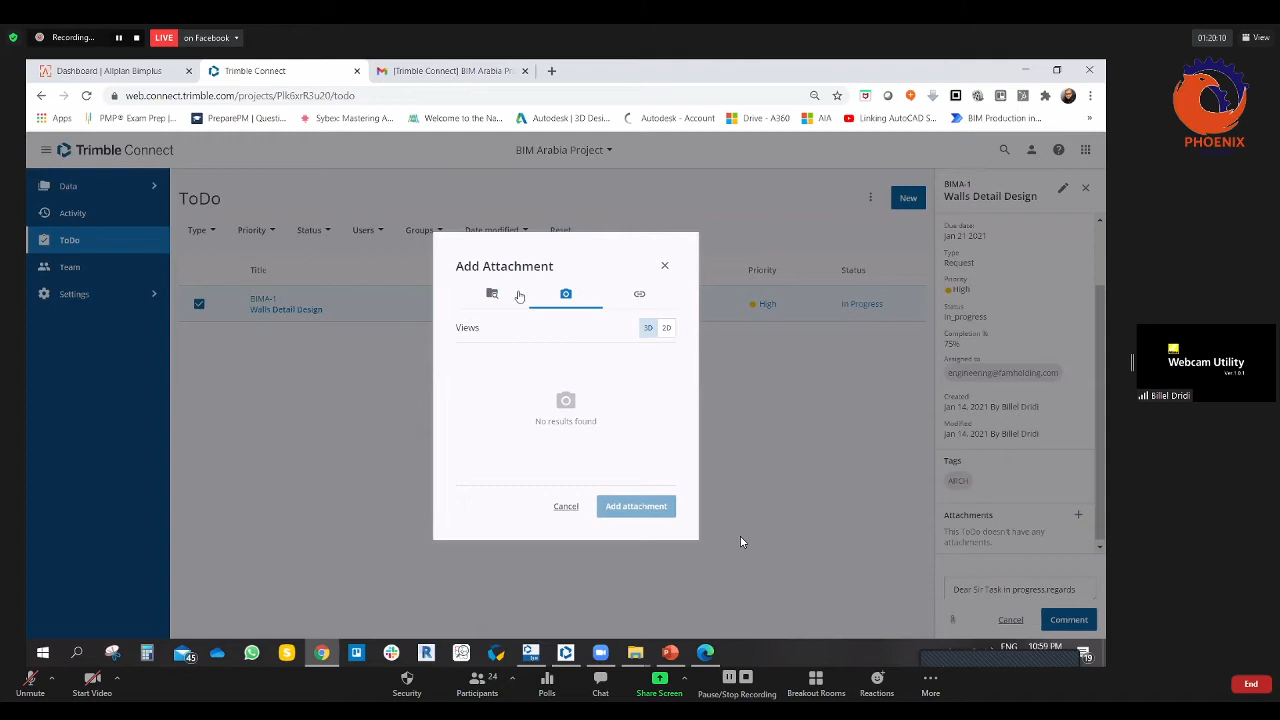 Recording...
LIVE on Facebook
01:20:10 View
Dashboard | Allplan Bimplus
Trimble Connect
[Trimble Connect] BIM Arabia Pro
web.connect.trimble.com/projects/Plk6xrR3u20/todo
Apps
PMP® Exam Prep |...
PreparePM | Questi...
Sybex Mastering A...
Welcome to the Na...
Autodesk | 3D Desi...
Autodesk - Account
Drive - A360
AIA
Linking AutoCAD S...
BIM Production in...
PHOENIX
Trimble Connect
BIM Arabia Project
Data
Activity
ToDo
Team
Settings
ToDo
New
Type Priority Status Users Groups Date modified Reset
Title Priority Status
BIMA-1
Walls Detail Design
High In Progress
Add Attachment
Views 3D 2D
No results found
Cancel Add attachment
BIMA-1
Walls Detail Design
Due date:
Jan 21 2021
Type
Request
Priority
High
Status
In_progress
Completion %
75%
Assigned to
engineering@famholding.com
Created
Jan 14, 2021 By Billel Dridi
Modified
Jan 14, 2021 By Billel Dridi
Tags
ARCH
Attachments
This ToDo doesn't have any
attachments.
Dear Sir Task in progress.regards
Cancel Comment
Webcam Utility
Ver 1.0.1
Billel Dridi
45
ENG 10:59 PM
19
Unmute
Start Video
Security
Participants 24
Polls
Chat
Share Screen
Pause/Stop Recording
Breakout Rooms
Reactions
More
End